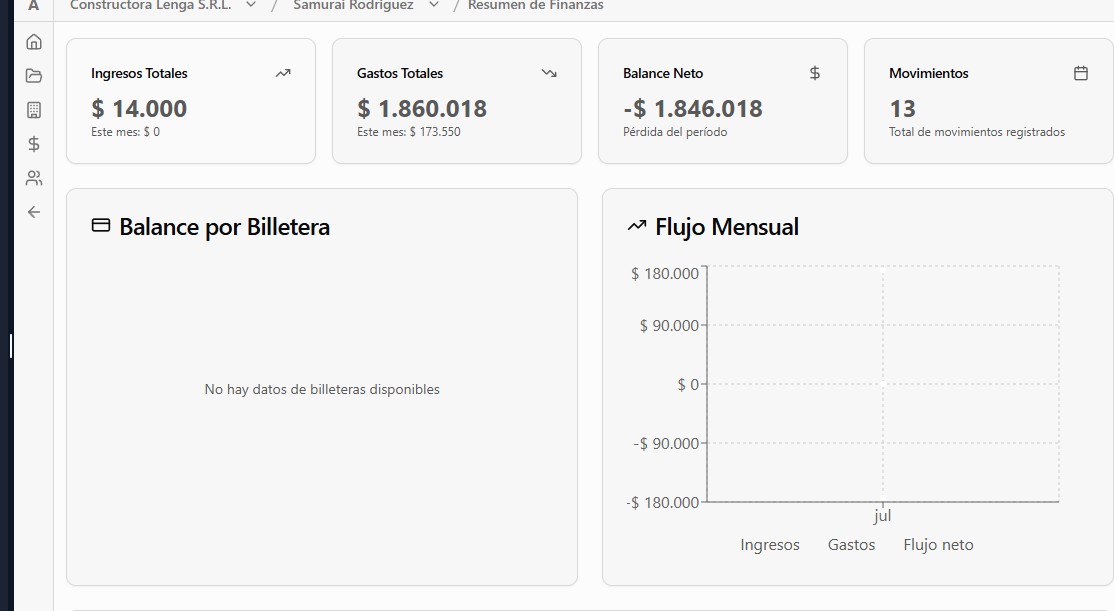 A Constructora Lenga S.R.L. / Samurai Rodriguez / Resumen de Finanzas
Ingresos Totales
$ 14.000
Este mes: $ 0
Gastos Totales
$ 1.860.018
Este mes: $ 173.550
Balance Neto
-$ 1.846.018
Pérdida del período
Movimientos
13
Total de movimientos registrados
Balance por Billetera
No hay datos de billeteras disponibles
Flujo Mensual
$ 180.000
$ 90.000
$ 0
-$ 90.000
-$ 180.000
jul
Ingresos Gastos Flujo neto